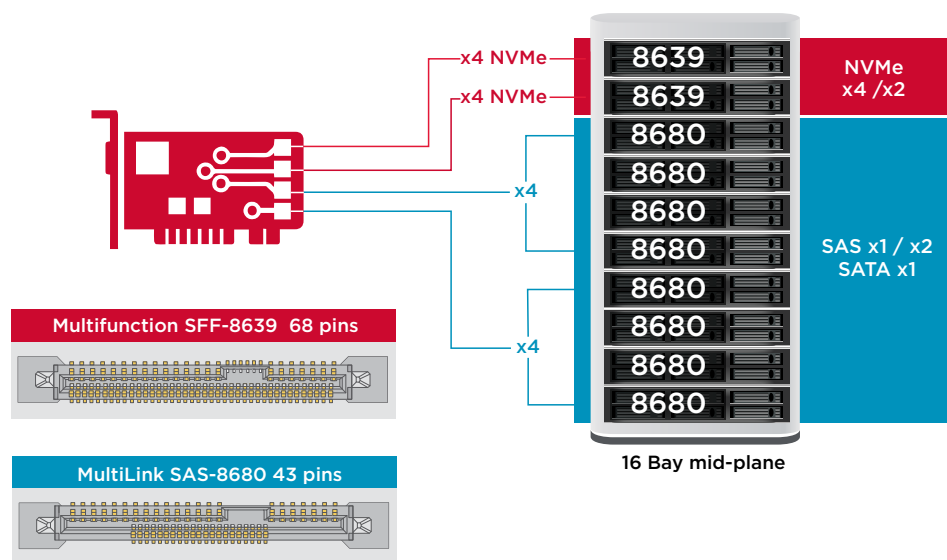 x4 NVMe
8639
NVMe
x4 /x2
x4 NVMe
8639
8680
8680
x4
8680
8680
SAS x1 / x2
SATA x1
8680
8680
x4
8680
8680
Multifunction SFF-8639 68 pins
16 Bay mid-plane
MultiLink SAS-8680 43 pins